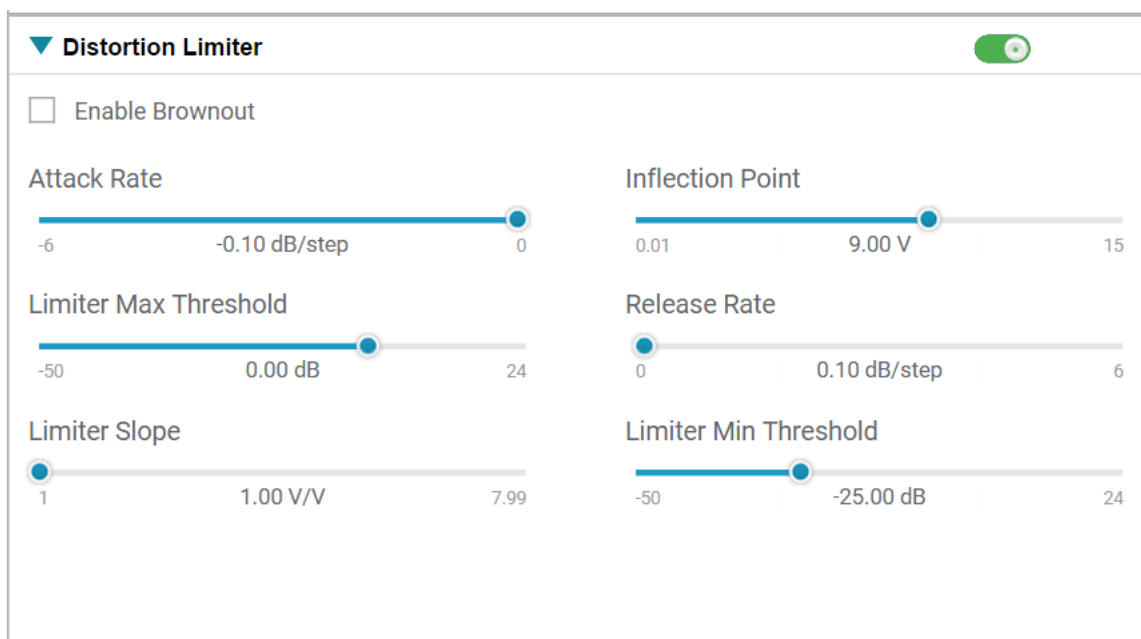 Distortion Limiter
Enable Brownout
Attack Rate
-6 -0.10 dB/step 0
Inflection Point
0.01 9.00 V 15
Limiter Max Threshold
-50 0.00 dB 24
Release Rate
0 0.10 dB/step 6
Limiter Slope
1 1.00 V/V 7.99
Limiter Min Threshold
-50 -25.00 dB 24